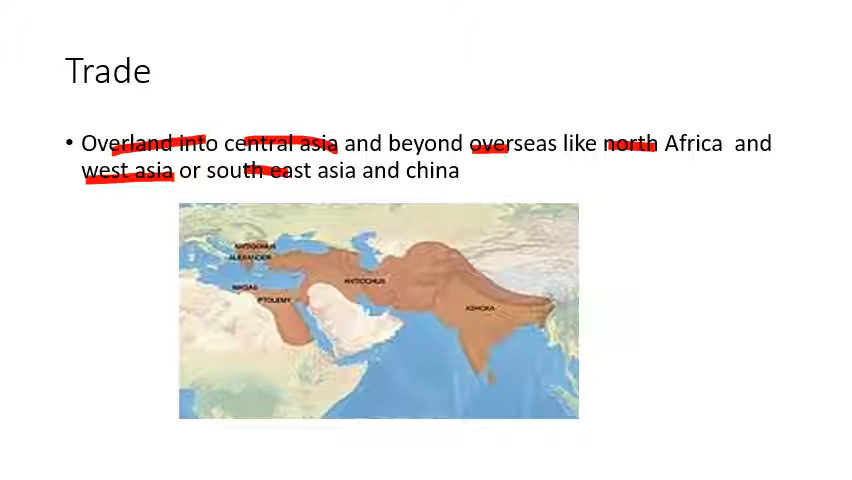 Trade
• Overland into central asia and beyond overseas like north Africa and
west asia or south east asia and china
ANTIOCHUS
ALEXANDER
MAGAS
PTOLEMY
ANTIOCHUS
ASHOKA